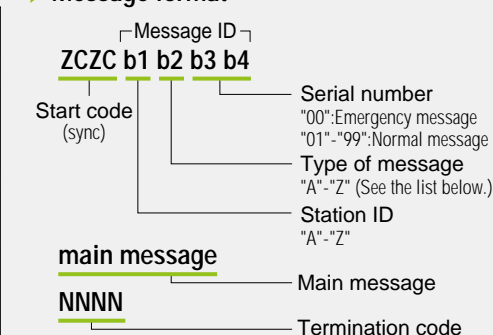 Message format
Message ID
ZCZC b1 b2 b3 b4
Start code
(sync)
Serial number
"00":Emergency message
"01"-"99":Normal message
Type of message
"A"-"Z" (See the list below.)
Station ID
"A"-"Z"
main message
Main message
NNNN
Termination code